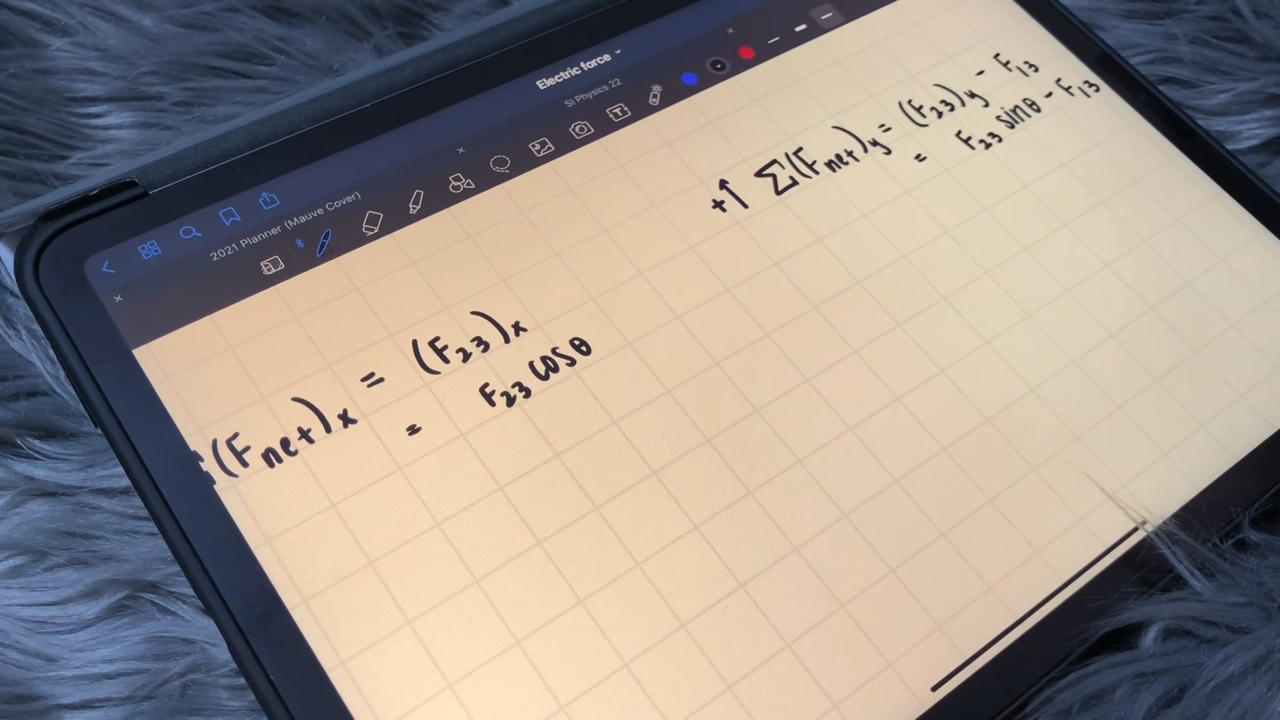 Electric force
SI Physics 22
2021 Planner (Mauve Cover)
Σ(Fnet)x = (F23)x
= F23 cosθ
+↑ Σ(Fnet)y = (F23)y - F13
= F23 sinθ - F13